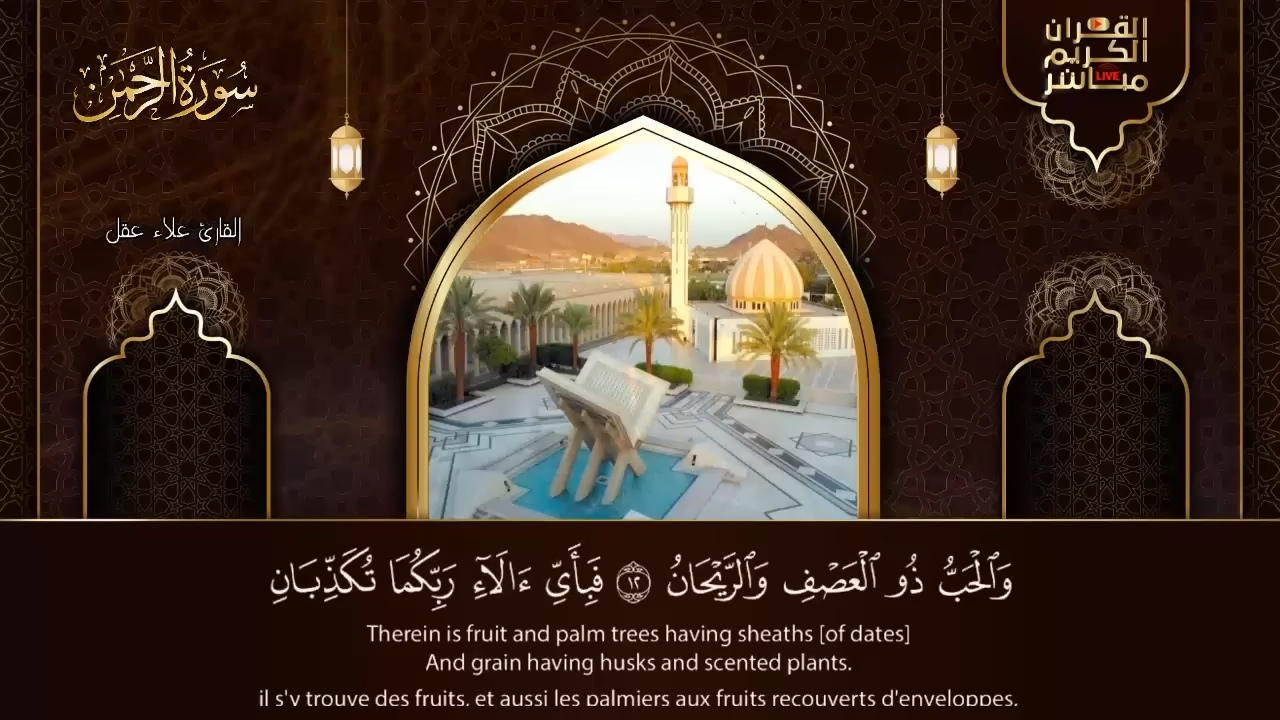 سُورَةُ الرَّحْمَٰن
القرآن
الكريم
مباشر
LIVE
القارئ علاء عقل
وَٱلْحَبُّ ذُو ٱلْعَصْفِ وَٱلرَّيْحَانُ ١٢ فَبِأَيِّ ءَالَآءِ رَبِّكُمَا تُكَذِّبَانِ
Therein is fruit and palm trees having sheaths [of dates]
And grain having husks and scented plants.
il s'y trouve des fruits, et aussi les palmiers aux fruits recouverts d'enveloppes,